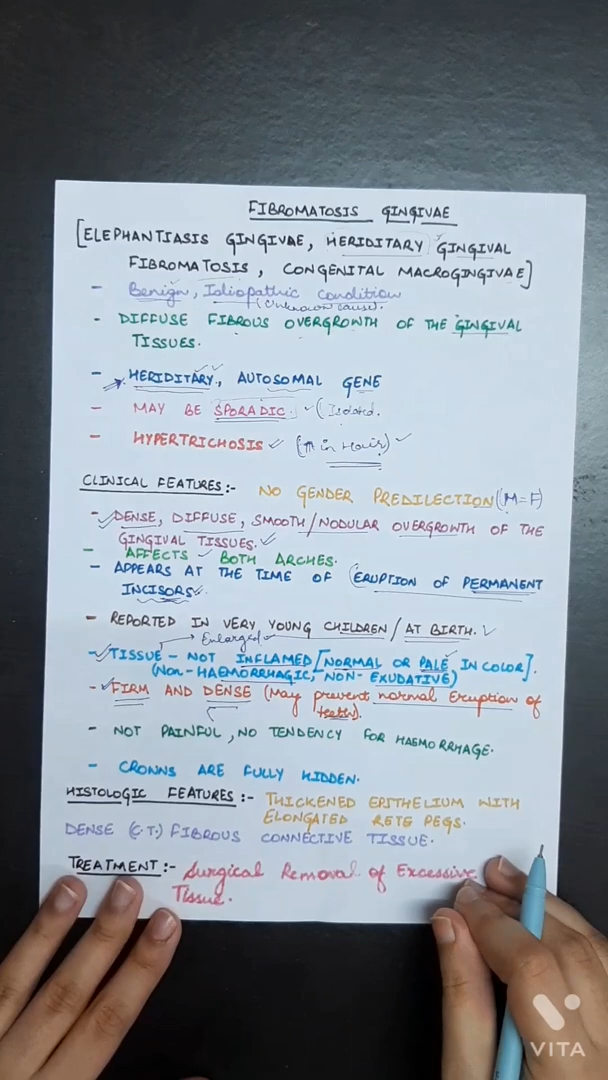 FIBROMATOSIS GINGIVAE
[ELEPHANTIASIS GINGIVAE, HERIDITARY GINGIVAL
FIBROMATOSIS, CONGENITAL MACROGINGIVAE]
- Benign, Idiopathic condition
(Unknown cause).
- DIFFUSE FIBROUS OVERGROWTH OF THE GINGIVAL
TISSUES.
- HERIDITARY, AUTOSOMAL GENE
- MAY BE SPORADIC. (Isolated.
- HYPERTRICHOSIS (↑ in Hair)
CLINICAL FEATURES:- NO GENDER PREDILECTION (M=F)
- DENSE, DIFFUSE, SMOOTH/NODULAR OVERGROWTH OF THE
GINGIVAL TISSUES.
- AFFECTS BOTH ARCHES.
- APPEARS AT THE TIME OF (ERUPTION OF PERMANENT
INCISORS.
- REPORTED IN VERY YOUNG CHILDREN/AT BIRTH.
→ Enlarged
- TISSUE - NOT INFLAMED [NORMAL OR PALE IN COLOR].
(NON-HAEMORRHAGIC, NON-EXUDATIVE)
- FIRM AND DENSE (May prevent normal Eruption of
teeth).
- NOT PAINFUL, NO TENDENCY FOR HAEMORRHAGE.
- CROWNS ARE FULLY HIDDEN.
HISTOLOGIC FEATURES:- THICKENED EPITHELIUM WITH
ELONGATED RETE PEGS.
DENSE (C.T.) FIBROUS CONNECTIVE TISSUE.
TREATMENT:- Surgical Removal of Excessive
Tissue.
VITA